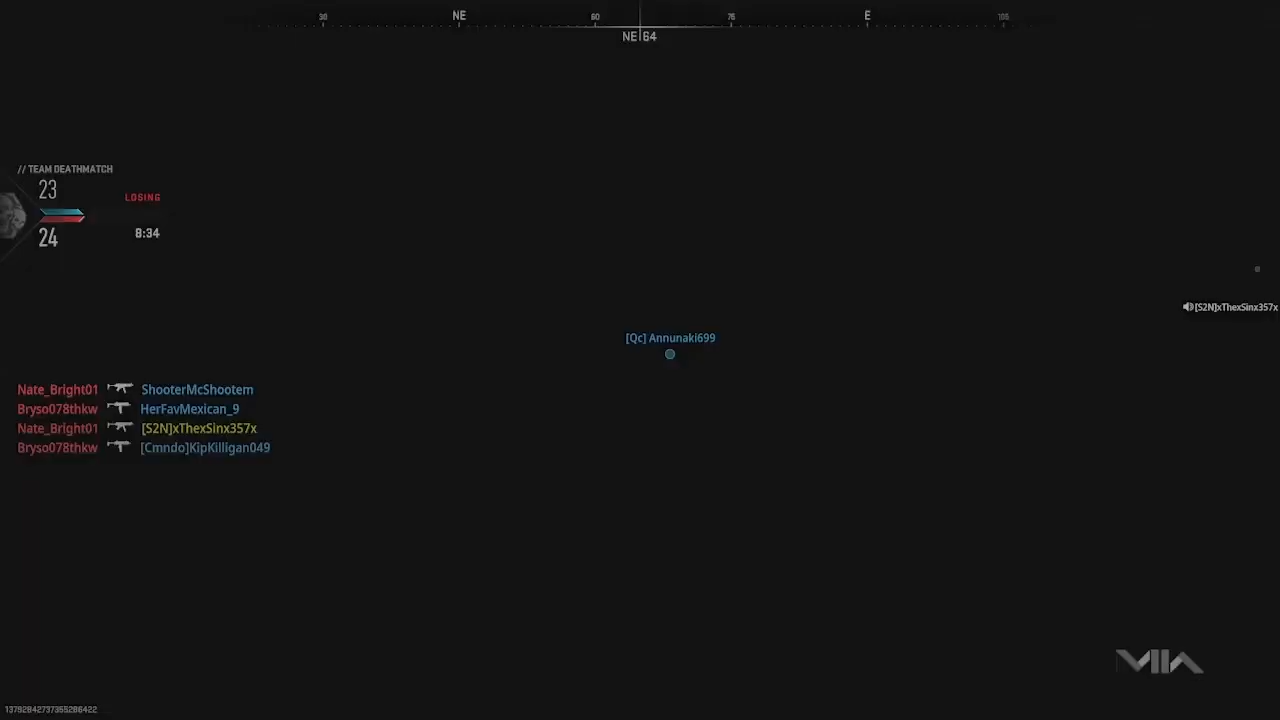 30 NE 60 75 E 105
NE 64
// TEAM DEATHMATCH
23
LOSING
24
8:34
[S2N]xThexSinx357x
[Qc] Annunaki699
Nate_Bright01 ShooterMcShootem
Bryso078thkw HerFavMexican_9
Nate_Bright01 [S2N]xThexSinx357x
Bryso078thkw [Cmndo]KipKilligan049